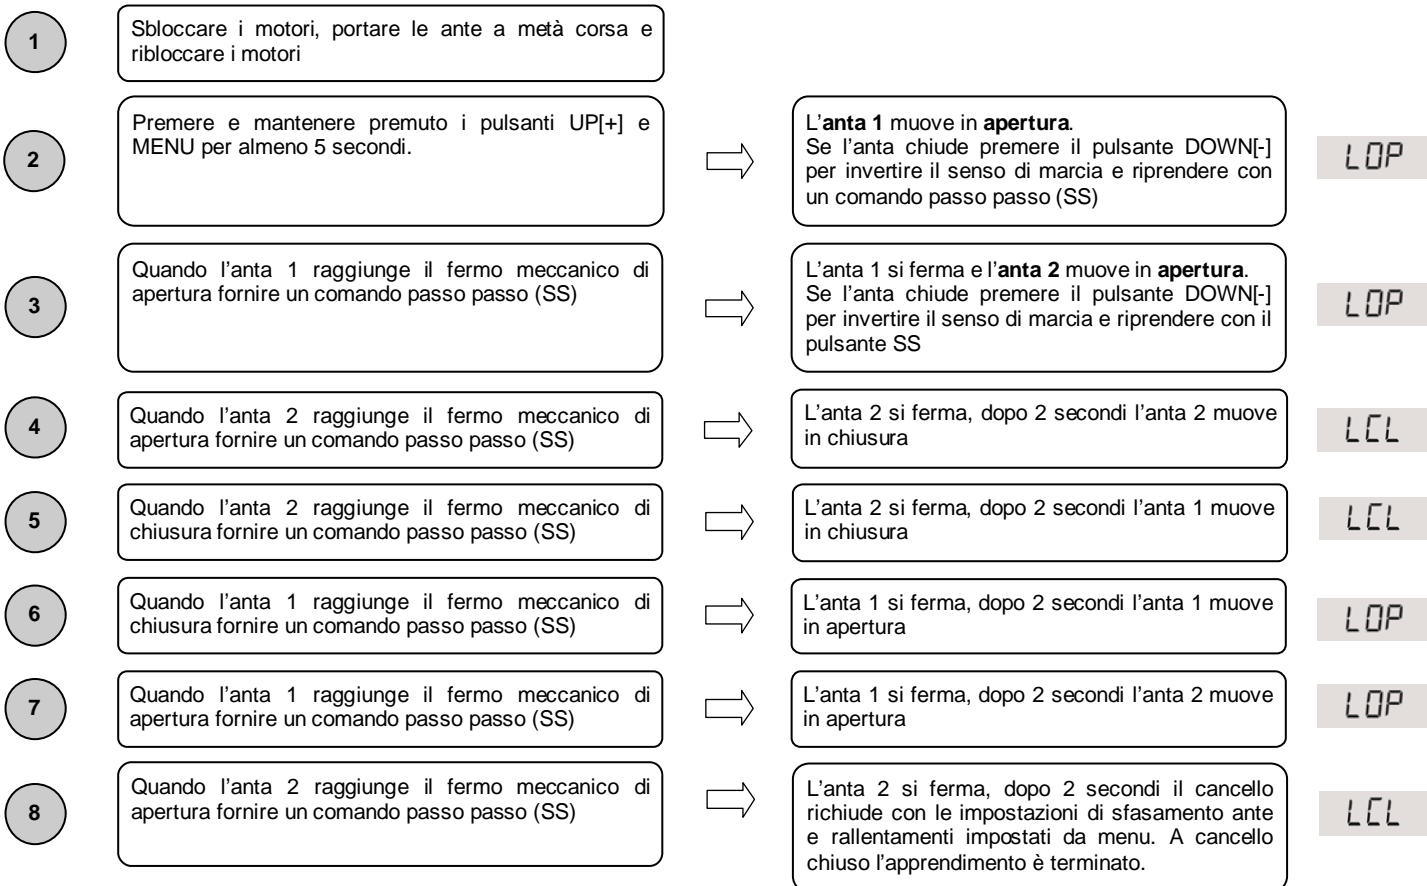 1
Sbloccare i motori, portare le ante a metà corsa e
ribloccare i motori
2
Premere e mantenere premuto i pulsanti UP[+] e
MENU per almeno 5 secondi.
L'anta 1 muove in apertura.
Se l'anta chiude premere il pulsante DOWN[-]
per invertire il senso di marcia e riprendere con
un comando passo passo (SS)
LOP
3
Quando l'anta 1 raggiunge il fermo meccanico di
apertura fornire un comando passo passo (SS)
L'anta 1 si ferma e l'anta 2 muove in apertura.
Se l'anta chiude premere il pulsante DOWN[-]
per invertire il senso di marcia e riprendere con il
pulsante SS
LOP
4
Quando l'anta 2 raggiunge il fermo meccanico di
apertura fornire un comando passo passo (SS)
L'anta 2 si ferma, dopo 2 secondi l'anta 2 muove
in chiusura
LCL
5
Quando l'anta 2 raggiunge il fermo meccanico di
chiusura fornire un comando passo passo (SS)
L'anta 2 si ferma, dopo 2 secondi l'anta 1 muove
in chiusura
LCL
6
Quando l'anta 1 raggiunge il fermo meccanico di
chiusura fornire un comando passo passo (SS)
L'anta 1 si ferma, dopo 2 secondi l'anta 1 muove
in apertura
LOP
7
Quando l'anta 1 raggiunge il fermo meccanico di
apertura fornire un comando passo passo (SS)
L'anta 1 si ferma, dopo 2 secondi l'anta 2 muove
in apertura
LOP
8
Quando l'anta 2 raggiunge il fermo meccanico di
apertura fornire un comando passo passo (SS)
L'anta 2 si ferma, dopo 2 secondi il cancello
richiude con le impostazioni di sfasamento ante
e rallentamenti impostati da menu. A cancello
chiuso l'apprendimento è terminato.
LCL